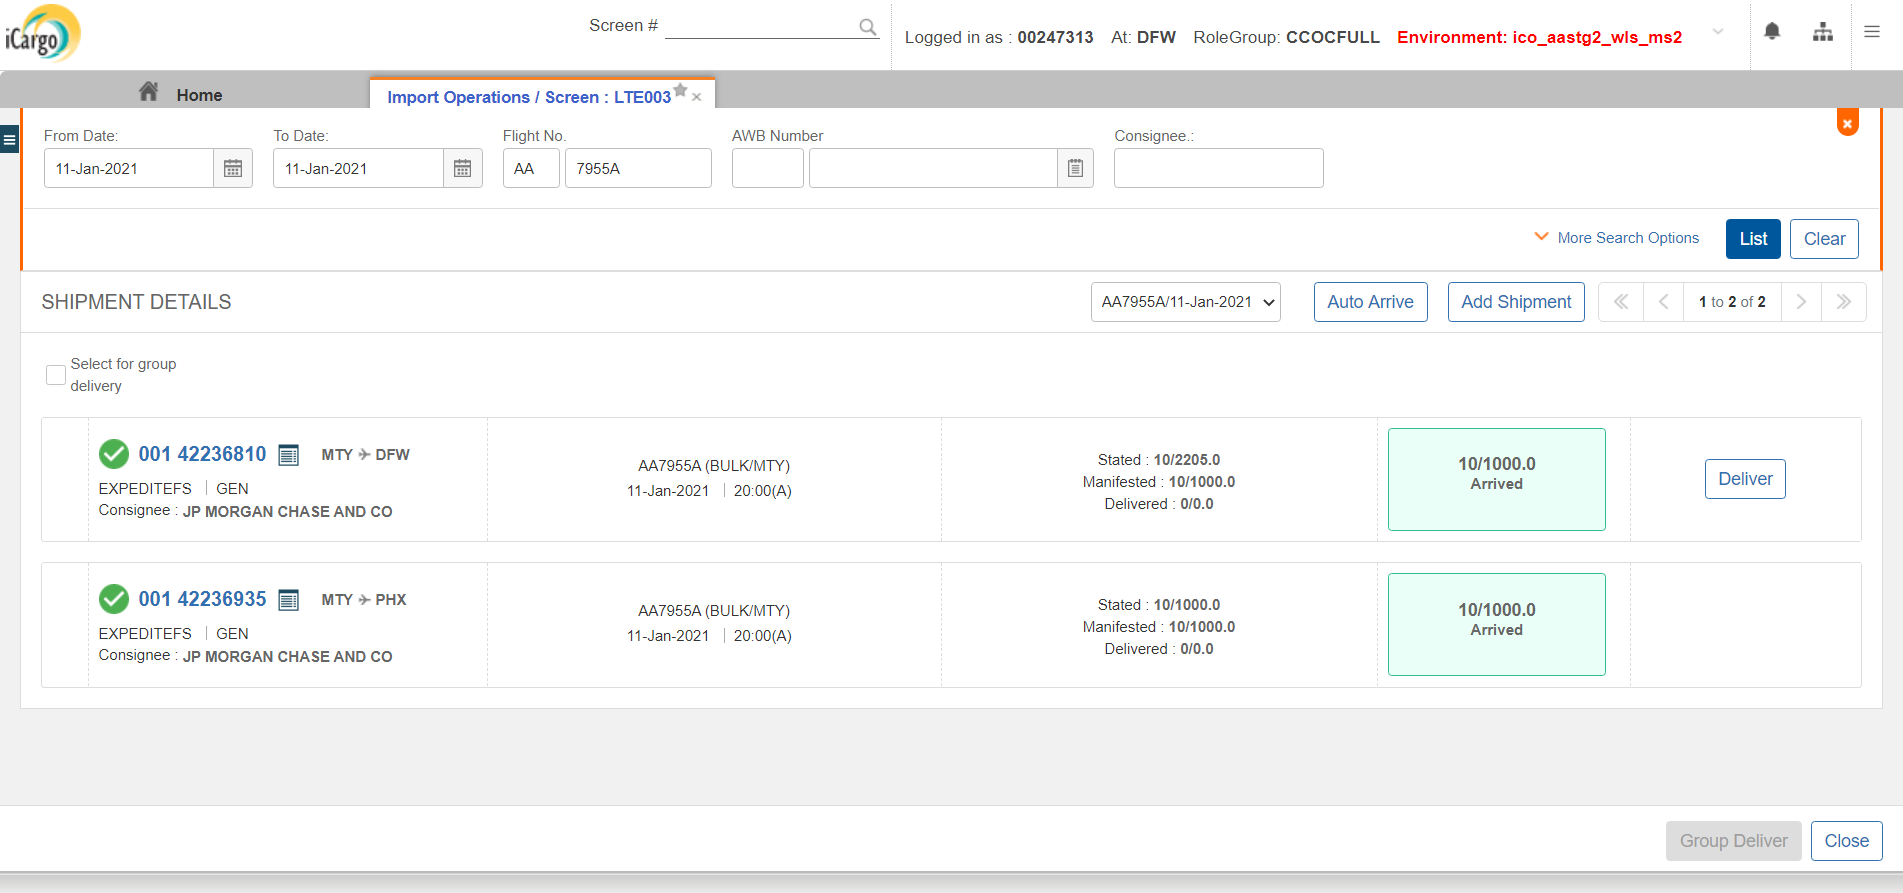 iCargo
Screen #
Logged in as : 00247313 At: DFW RoleGroup: CCOCFULL Environment: ico_aastg2_wls_ms2
Home
Import Operations / Screen : LTE003
From Date:
To Date:
Flight No.
AWB Number
Consignee.:
11-Jan-2021
11-Jan-2021
AA
7955A
More Search Options
List
Clear
SHIPMENT DETAILS
AA7955A/11-Jan-2021
Auto Arrive
Add Shipment
1 to 2 of 2
Select for group
delivery
001 42236810 MTY DFW
EXPEDITEFS GEN
Consignee : JP MORGAN CHASE AND CO
AA7955A (BULK/MTY)
11-Jan-2021 20:00(A)
Stated : 10/2205.0
Manifested : 10/1000.0
Delivered : 0/0.0
10/1000.0
Arrived
Deliver
001 42236935 MTY PHX
EXPEDITEFS GEN
Consignee : JP MORGAN CHASE AND CO
AA7955A (BULK/MTY)
11-Jan-2021 20:00(A)
Stated : 10/1000.0
Manifested : 10/1000.0
Delivered : 0/0.0
10/1000.0
Arrived
Group Deliver
Close